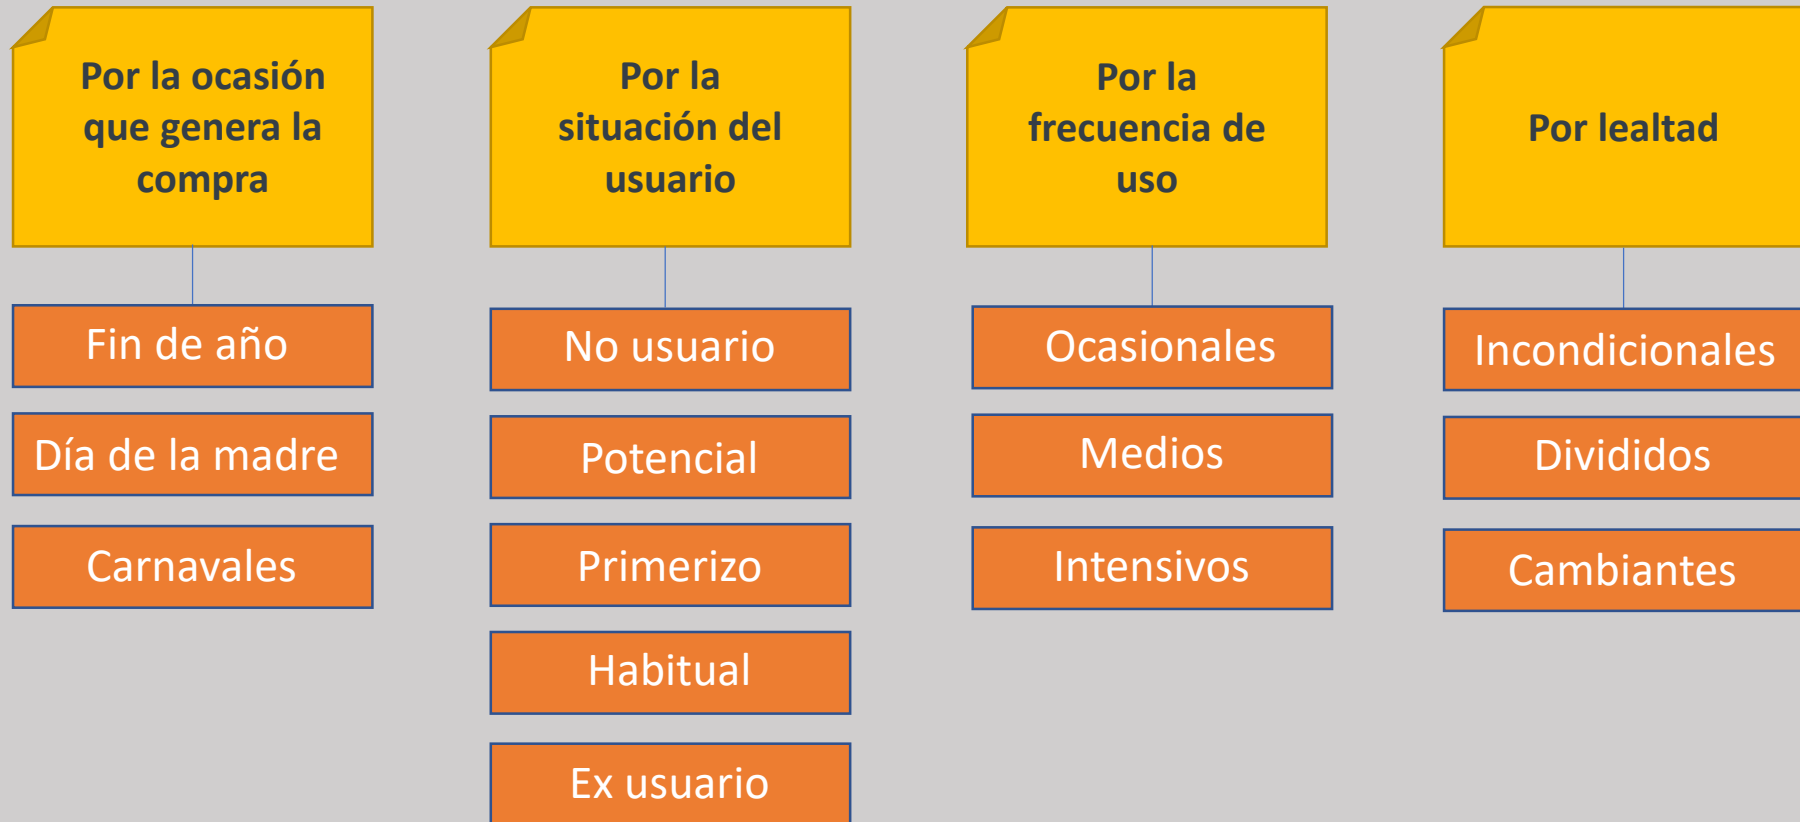 Por la ocasión
que genera la
compra
Fin de año
Día de la madre
Carnavales
Por la
situación del
usuario
No usuario
Potencial
Primerizo
Habitual
Ex usuario
Por la
frecuencia de
uso
Ocasionales
Medios
Intensivos
Por lealtad
Incondicionales
Divididos
Cambiantes